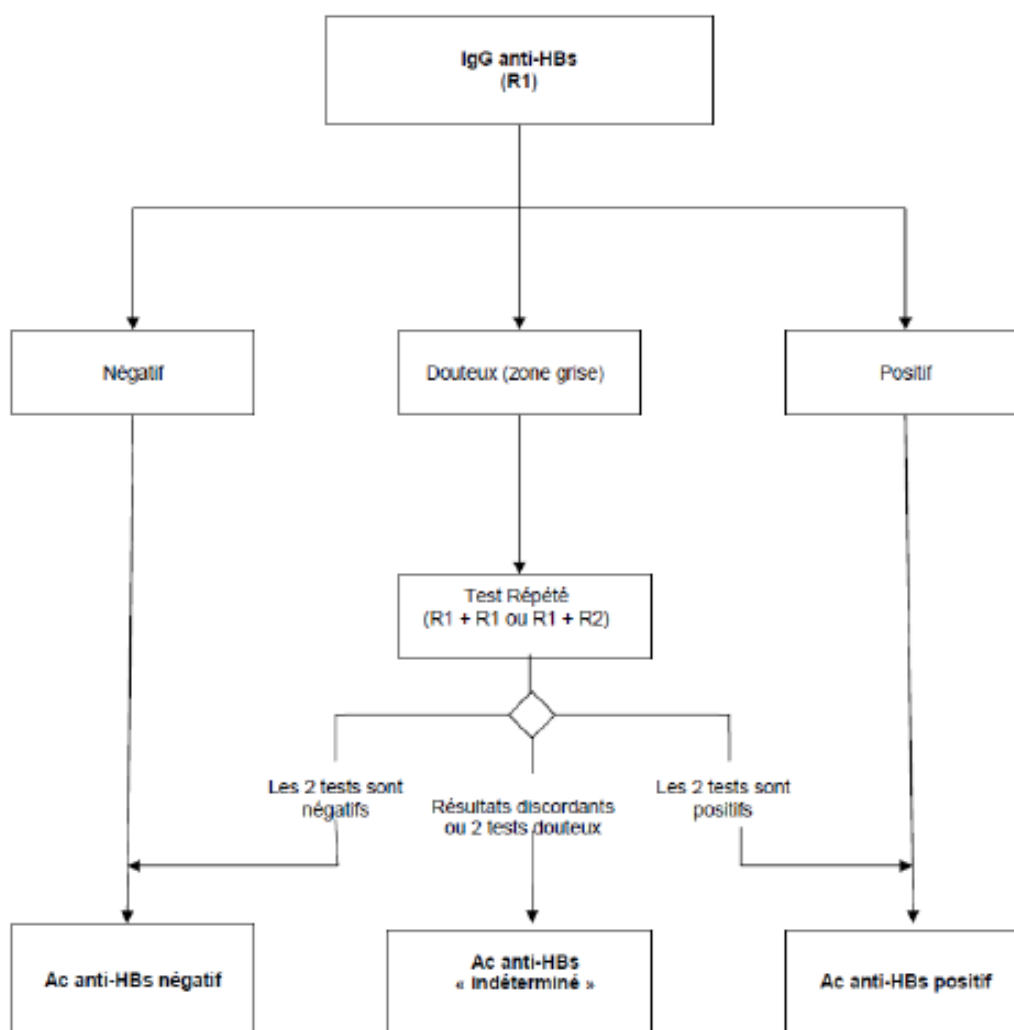 IgG anti-HBs
(R1)
Négatif
Douteux (zone grise)
Positif
Test Répété
(R1 + R1 ou R1 + R2)
Les 2 tests sont
négatifs
Résultats discordants
ou 2 tests douteux
Les 2 tests sont
positifs
Ac anti-HBs négatif
Ac anti-HBs
« indéterminé »
Ac anti-HBs positif